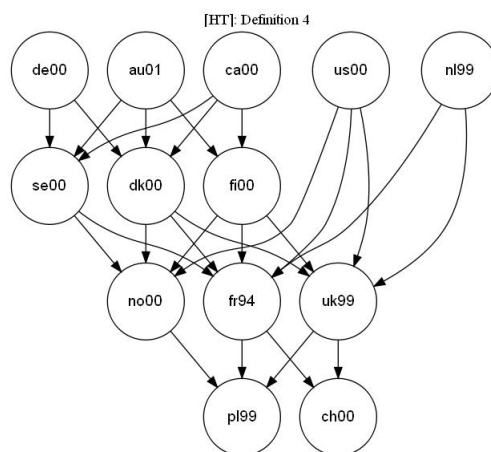 [HT]: Definition 4
de00 au01 ca00 us00 nl99
se00 dk00 fi00
no00 fr94 uk99
pl99 ch00